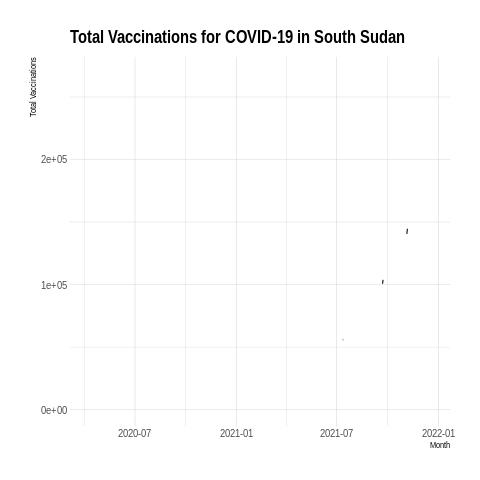 Total Vaccinations for COVID-19 in South Sudan
Total Vaccinations
2e+05
1e+05
0e+00
2020-07 2021-01 2021-07 2022-01
Month